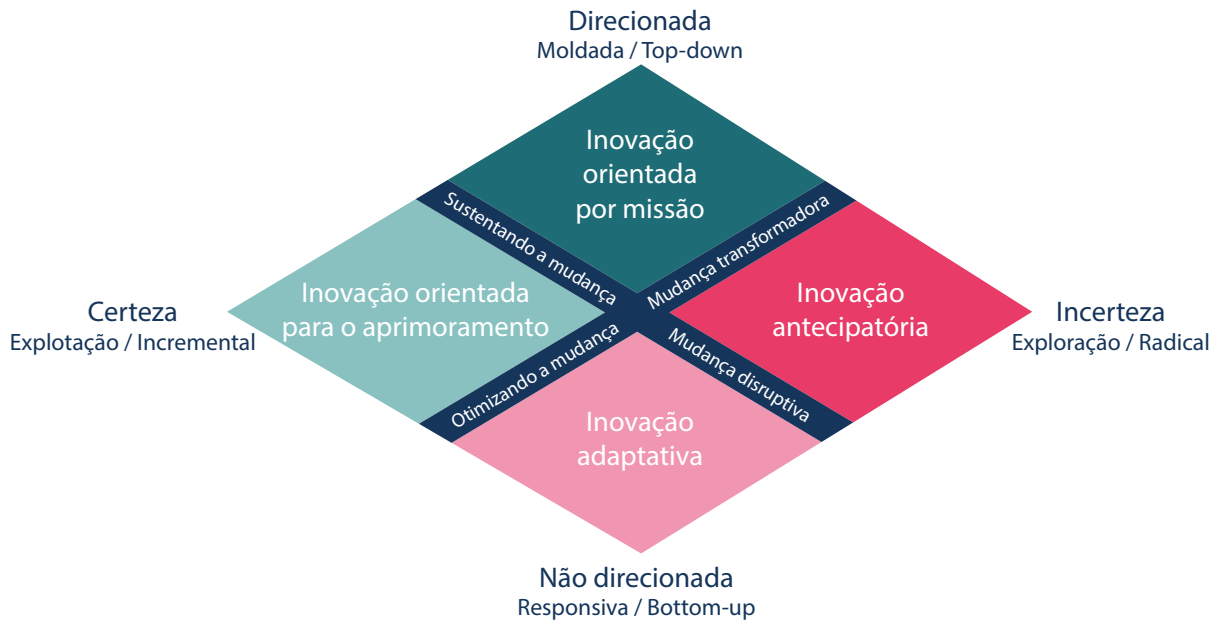 Direcionada
Moldada / Top-down
Inovação
orientada
por missão
Sustentando a mudança
Mudança transformadora
Certeza
Explotação / Incremental
Inovação orientada
para o aprimoramento
Inovação
antecipatória
Incerteza
Exploração / Radical
Otimizando a mudança
Mudança disruptiva
Inovação
adaptativa
Não direcionada
Responsiva / Bottom-up